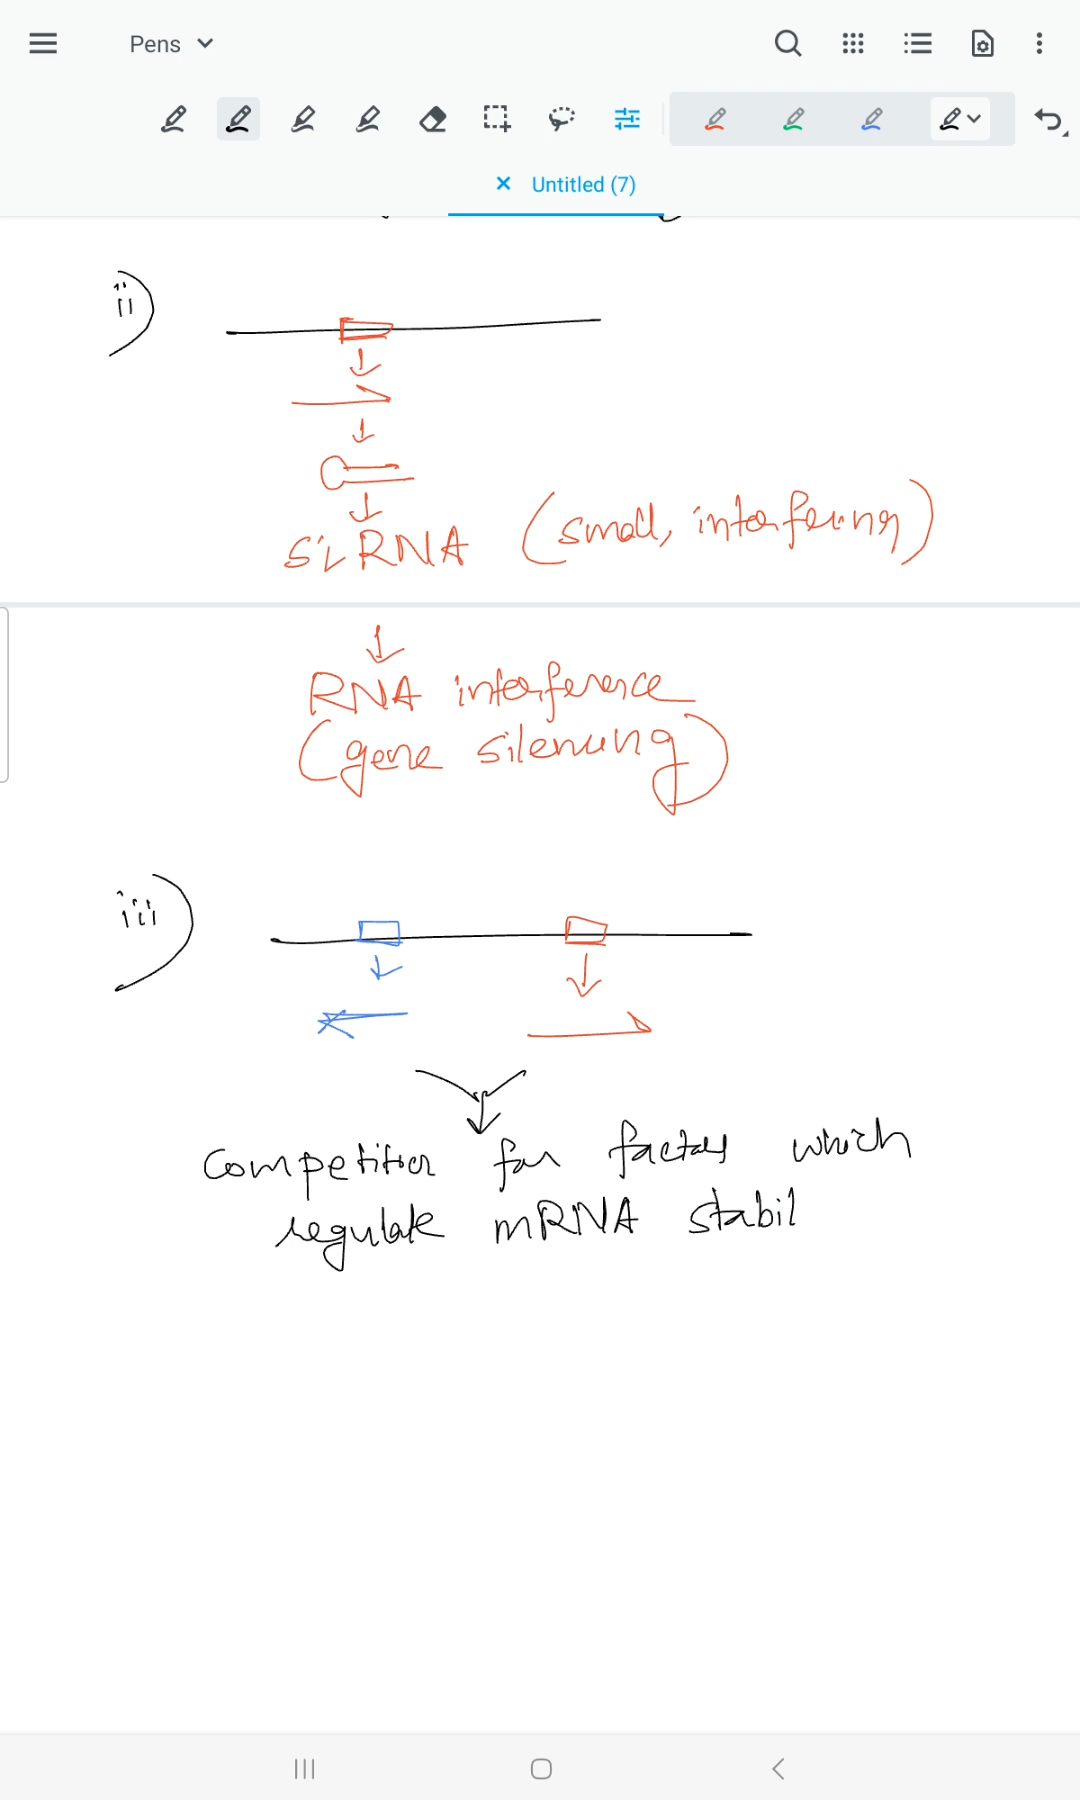 Pens
Untitled (7)
ii)
siRNA (small, interfering)
RNA interference
(gene silencing)
iii)
Competition for factors which
regulate mRNA stabil